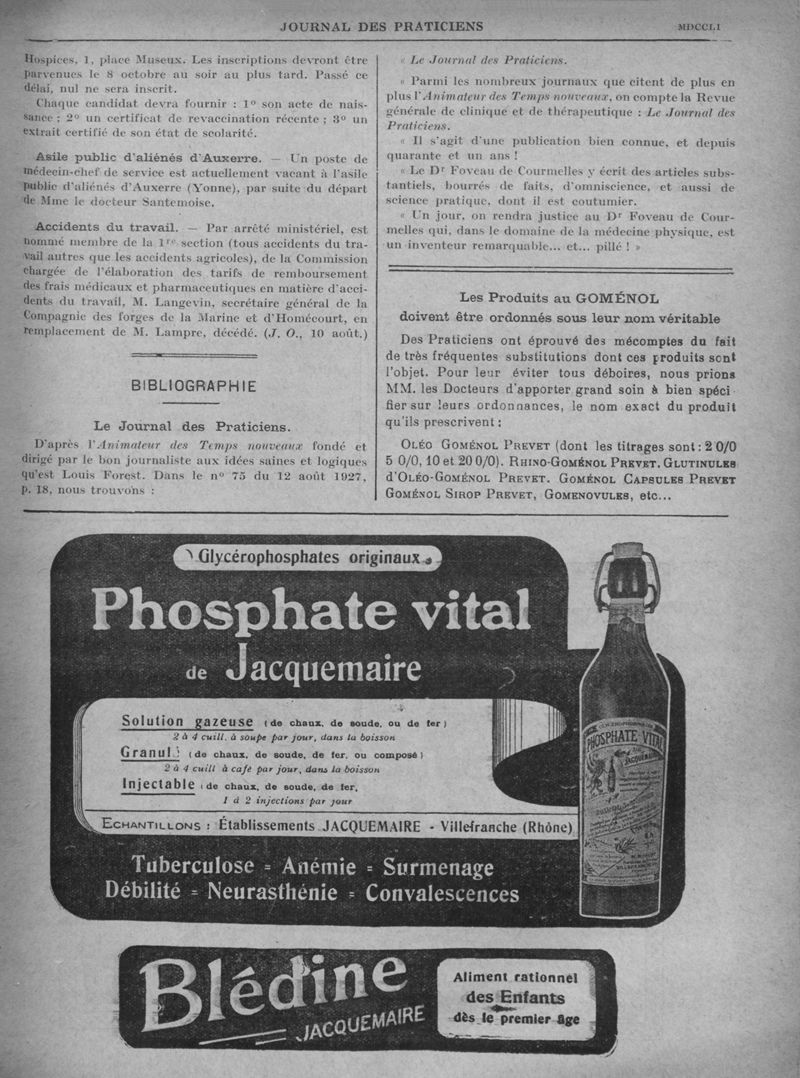 JOURNAL DES PRATICIENS
MDCCLI
Hospices, 1, place Museux. Les inscriptions devront être
parvenues le 8 octobre au soir au plus tard. Passé ce
délai, nul ne sera inscrit.
Chaque candidat devra fournir : 1º son acte de nais-
sance ; 2º un certificat de revaccination récente ; 3º un
extrait certifié de son état de scolarité.
Asile public d'aliénés d'Auxerre. — Un poste de
médecin-chef de service est actuellement vacant à l'asile
public d'aliénés d'Auxerre (Yonne), par suite du départ
de Mme le docteur Santemoise.
Accidents du travail. — Par arrêté ministériel, est
nommé membre de la 1re section (tous accidents du tra-
vail autres que les accidents agricoles), de la Commission
chargée de l'élaboration des tarifs de remboursement
des frais médicaux et pharmaceutiques en matière d'acci-
dents du travail, M. Langevin, secrétaire général de la
Compagnie des forges de la Marine et d'Homécourt, en
remplacement de M. Lampre, décédé. (J. O., 10 août.)
BIBLIOGRAPHIE
Le Journal des Praticiens.
D'après l'Animateur des Temps nouveaux fondé et
dirigé par le bon journaliste aux idées saines et logiques
qu'est Louis Forest. Dans le nº 75 du 12 août 1927,
p. 18, nous trouvons :
« Le Journal des Praticiens.
« Parmi les nombreux journaux que citent de plus en
plus l'Animateur des Temps nouveaux, on compte la Revue
générale de clinique et de thérapeutique : Le Journal des
Praticiens.
« Il s'agit d'une publication bien connue, et depuis
quarante et un ans !
« Le Dr Foveau de Courmelles y écrit des articles subs-
tantiels, bourrés de faits, d'omniscience, et aussi de
science pratique, dont il est coutumier.
« Un jour, on rendra justice au Dr Foveau de Cour-
melles qui, dans le domaine de la médecine physique, est
un inventeur remarquable... et... pillé ! »
Les Produits au GOMÉNOL
doivent être ordonnés sous leur nom véritable
Des Praticiens ont éprouvé des mécomptes du fait
de très fréquentes substitutions dont ces produits sont
l'objet. Pour leur éviter tous déboires, nous prions
MM. les Docteurs d'apporter grand soin à bien spéci
fier sur leurs ordonnances, le nom exact du produit
qu'ils prescrivent :
OLÉO GOMÉNOL PREVET (dont les titrages sont : 2 0/0
5 0/0, 10 et 20 0/0). RHINO-GOMÉNOL PREVET. GLUTINULES
d'OLÉO-GOMÉNOL PREVET. GOMÉNOL CAPSULES PREVET
GOMÉNOL SIROP PREVET, GOMENOVULES, etc...
Glycérophosphates originaux
Phosphate vital
de Jacquemaire
Solution gazeuse (de chaux, de soude, ou de fer)
2 à 4 cuill. à soupe par jour, dans la boisson
Granulé (de chaux, de soude, de fer, ou composé)
2 à 4 cuill à café par jour, dans la boisson
Injectable (de chaux, de soude, de fer,
1 à 2 injections par jour
ECHANTILLONS : Établissements JACQUEMAIRE - Villefranche (Rhône)
PHOSPHATE VITAL
JACQUEMAIRE
Tuberculose = Anémie = Surmenage
Débilité = Neurasthénie = Convalescences
Blédine
JACQUEMAIRE
Aliment rationnel
des Enfants
dès le premier âge